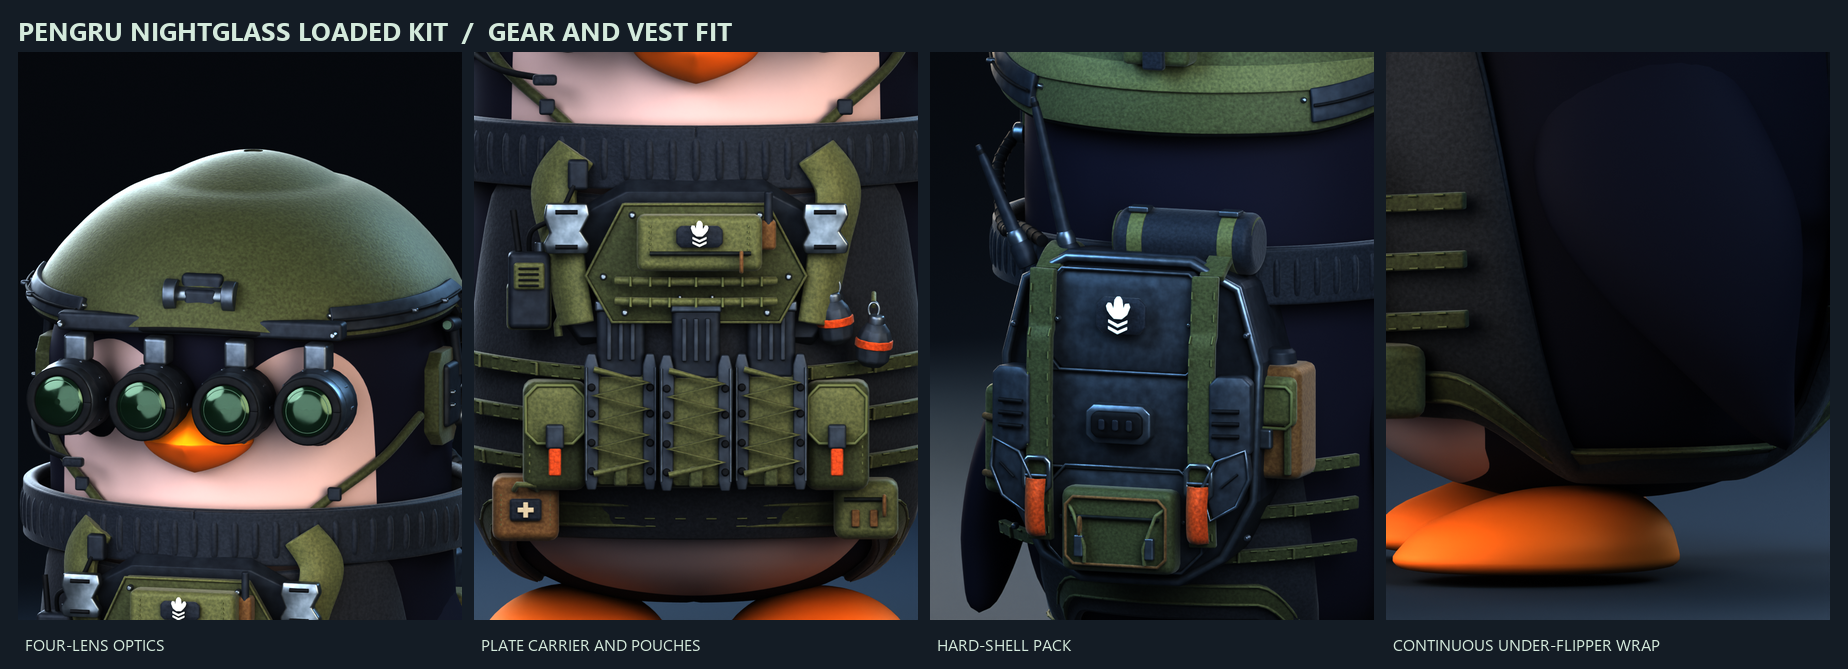 PENGRU NIGHTGLASS LOADED KIT / GEAR AND VEST FIT
FOUR-LENS OPTICS
PLATE CARRIER AND POUCHES
HARD-SHELL PACK
CONTINUOUS UNDER-FLIPPER WRAP